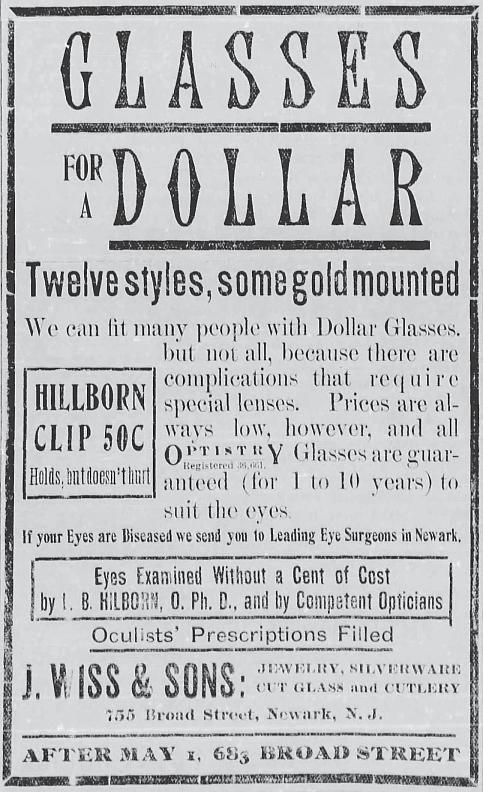 GLASSES
FOR
A
DOLLAR
Twelve styles, some gold mounted
We can fit many people with Dollar Glasses.
but not all, because there are
complications that require
special lenses. Prices are al-
ways low, however, and all
OPTISTRY Glasses are guar-
Registered 36,661.
anteed (for 1 to 10 years) to
suit the eyes.
HILLBORN
CLIP 50C
Holds, but doesn't hurt
If your Eyes are Diseased we send you to Leading Eye Surgeons in Newark.
Eyes Examined Without a Cent of Cost
by I. B. HILBORN, O. Ph. D., and by Competent Opticians
Oculists' Prescriptions Filled
J. WISS & SONS:
JEWELRY, SILVERWARE
CUT GLASS and CUTLERY
755 Broad Street, Newark, N. J.
AFTER MAY 1, 683 BROAD STREET